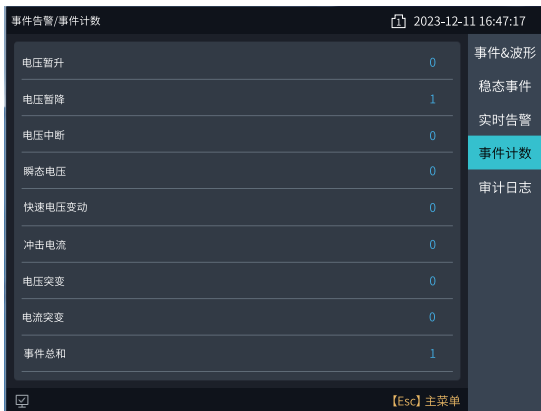 事件告警/事件计数 1 2023-12-11 16:47:17
电压暂升 0
电压暂降 1
电压中断 0
瞬态电压 0
快速电压变动 0
冲击电流 0
电压突变 0
电流突变 0
事件总和 1
事件&波形
稳态事件
实时告警
事件计数
审计日志
【Esc】主菜单